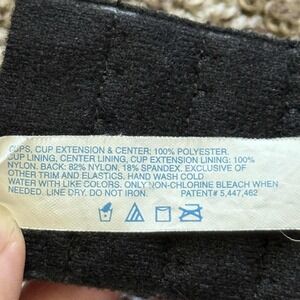 CUPS, CUP EXTENSION & CENTER: 100% POLYESTER.
CUP LINING, CENTER LINING, CUP EXTENSION LINING: 100%
NYLON. BACK: 82% NYLON, 18% SPANDEX, EXCLUSIVE OF
OTHER TRIM AND ELASTICS. HAND WASH COLD
WATER WITH LIKE COLORS. ONLY NON-CHLORINE BLEACH WHEN
NEEDED. LINE DRY. DO NOT IRON. PATENT# 5,447,462